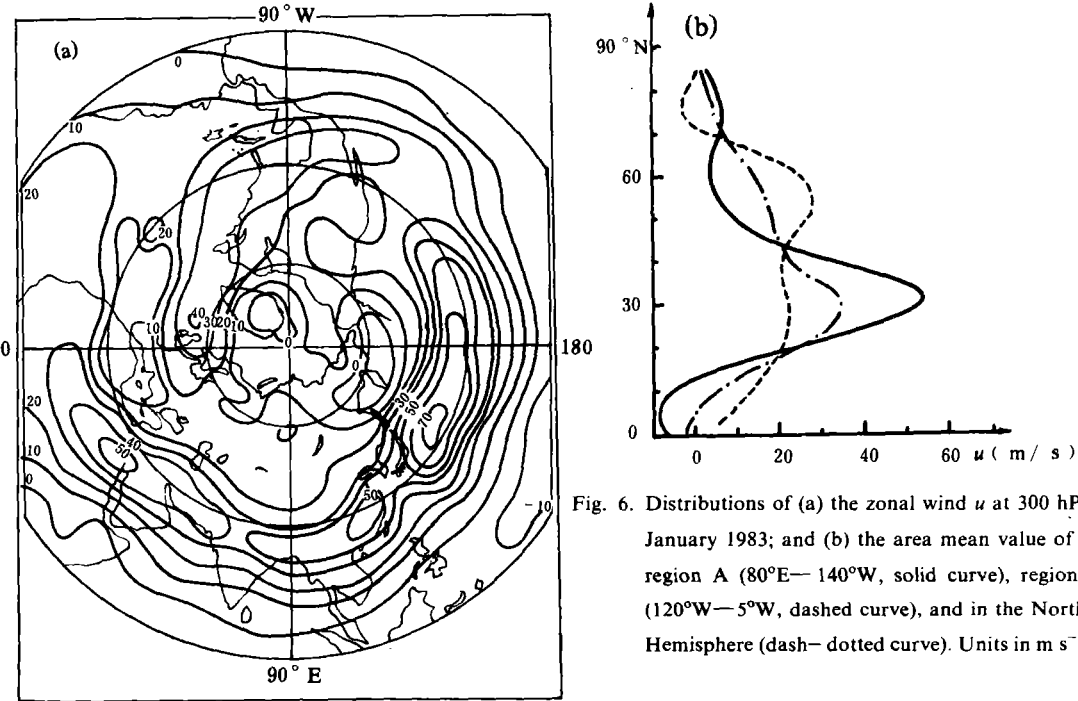 90° W
(a)
0
10
20
20
40
30
20
10
10
0
0
0
180
20
10
0
40
50
30
50
70
50
-10
90° E
(b)
90° N
60
30
0
0
20
40
60
u ( m / s )
Fig. 6. Distributions of (a) the zonal wind u at 300 hP
January 1983; and (b) the area mean value of
region A (80°E— 140°W, solid curve), region
(120°W—5°W, dashed curve), and in the North
Hemisphere (dash– dotted curve). Units in m s⁻